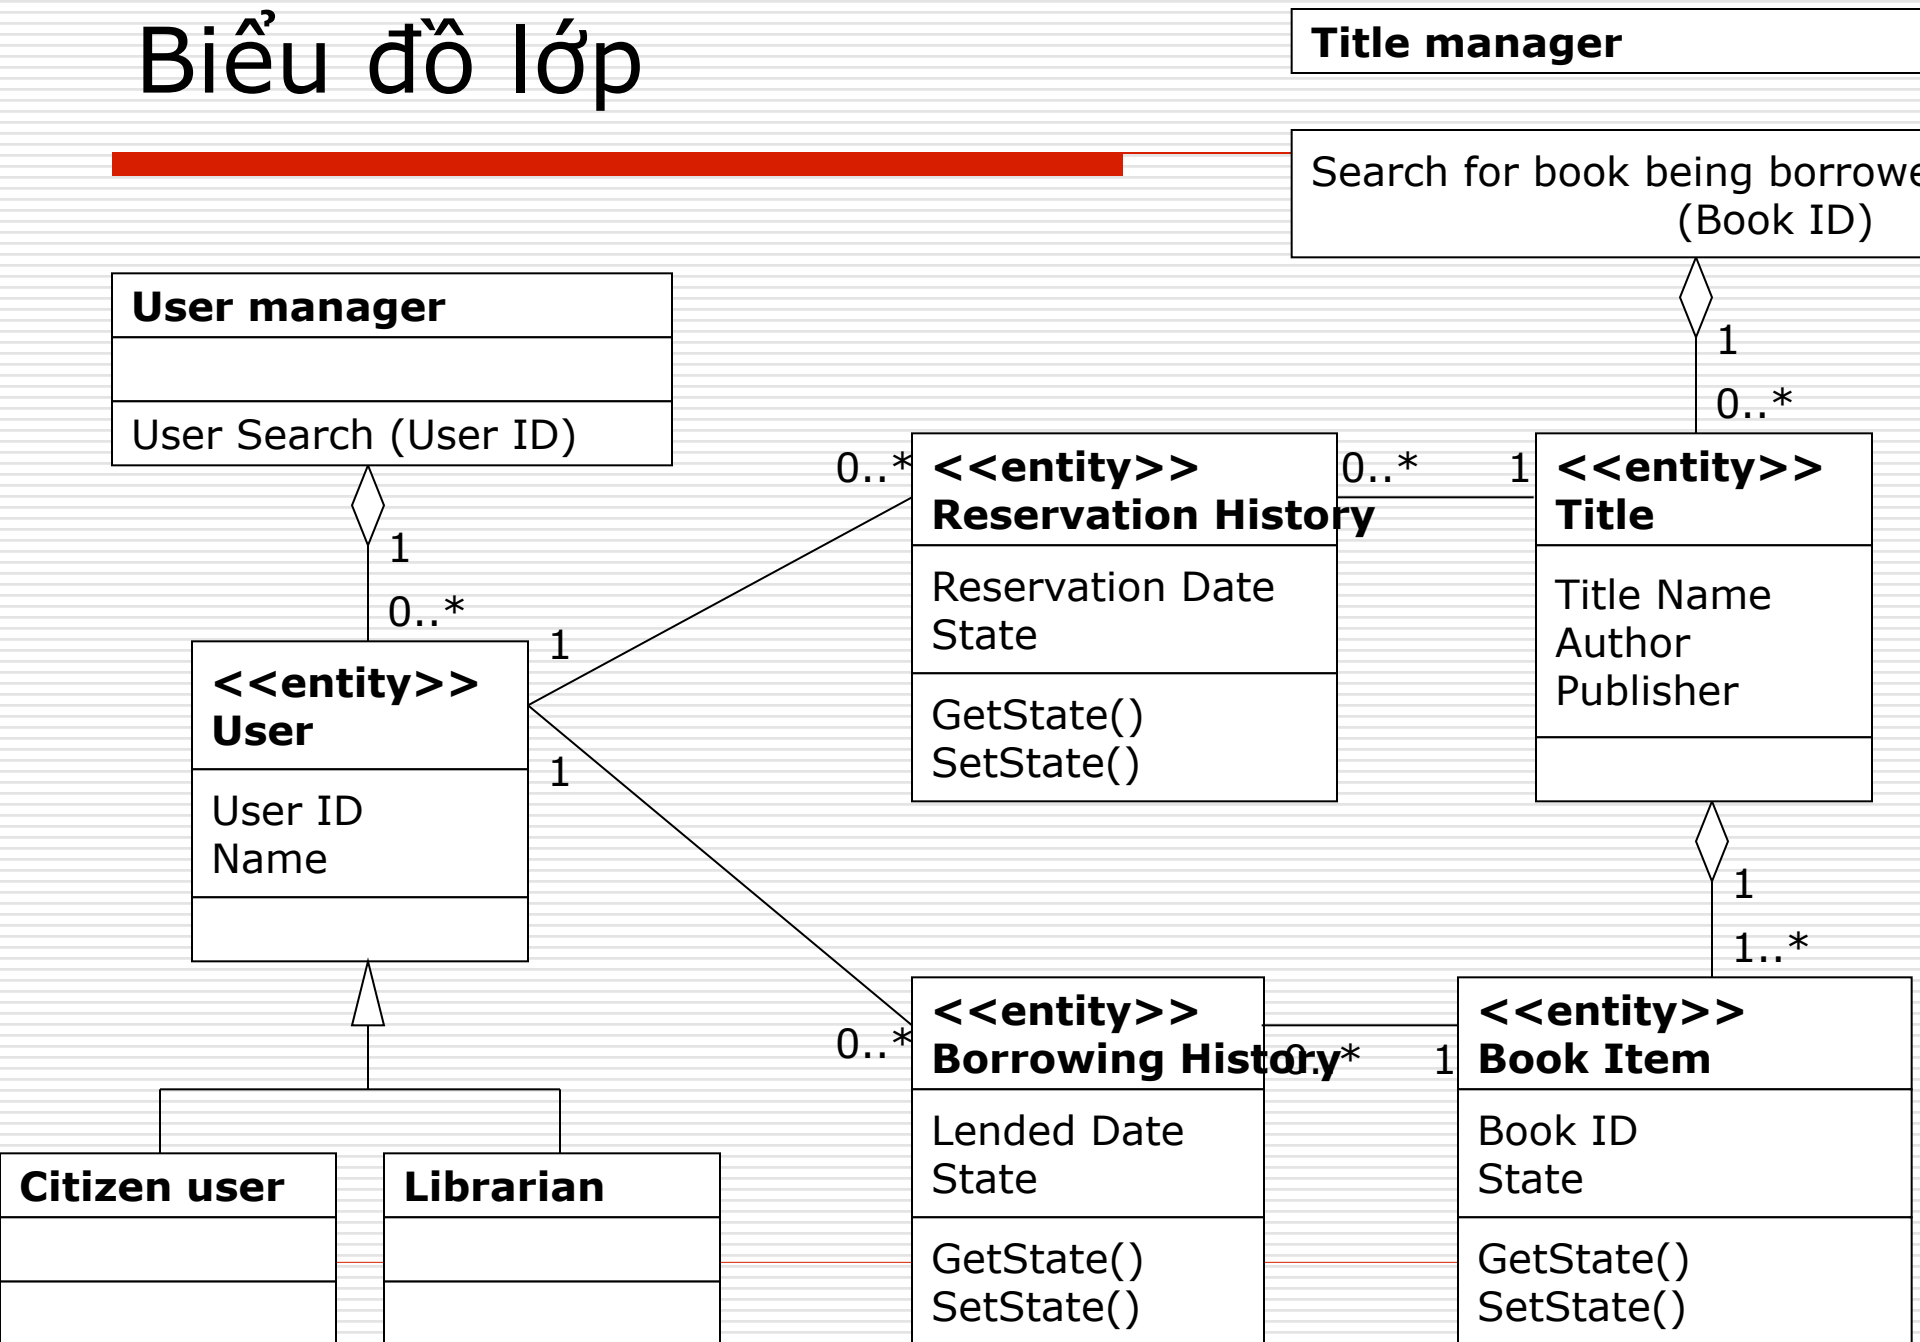 Biểu đồ lớp
Title manager
Search for book being borrowe
(Book ID)
User manager
User Search (User ID)
1
0..*
1
0..*
<<entity>>
User
User ID
Name
1
1
0..*
0..*
<<entity>>
Reservation History
Reservation Date
State
GetState()
SetState()
0..*
1
<<entity>>
Title
Title Name
Author
Publisher
1
1..*
<<entity>>
Borrowing History
Lended Date
State
GetState()
SetState()
0..*
1
<<entity>>
Book Item
Book ID
State
GetState()
SetState()
Citizen user
Librarian